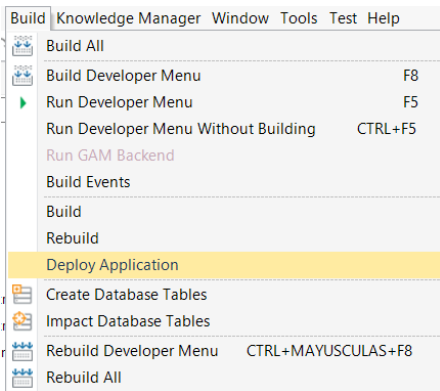 Build Knowledge Manager Window Tools Test Help
Build All
Build Developer Menu F8
Run Developer Menu F5
Run Developer Menu Without Building CTRL+F5
Run GAM Backend
Build Events
Build
Rebuild
Deploy Application
Create Database Tables
Impact Database Tables
Rebuild Developer Menu CTRL+MAYUSCULAS+F8
Rebuild All